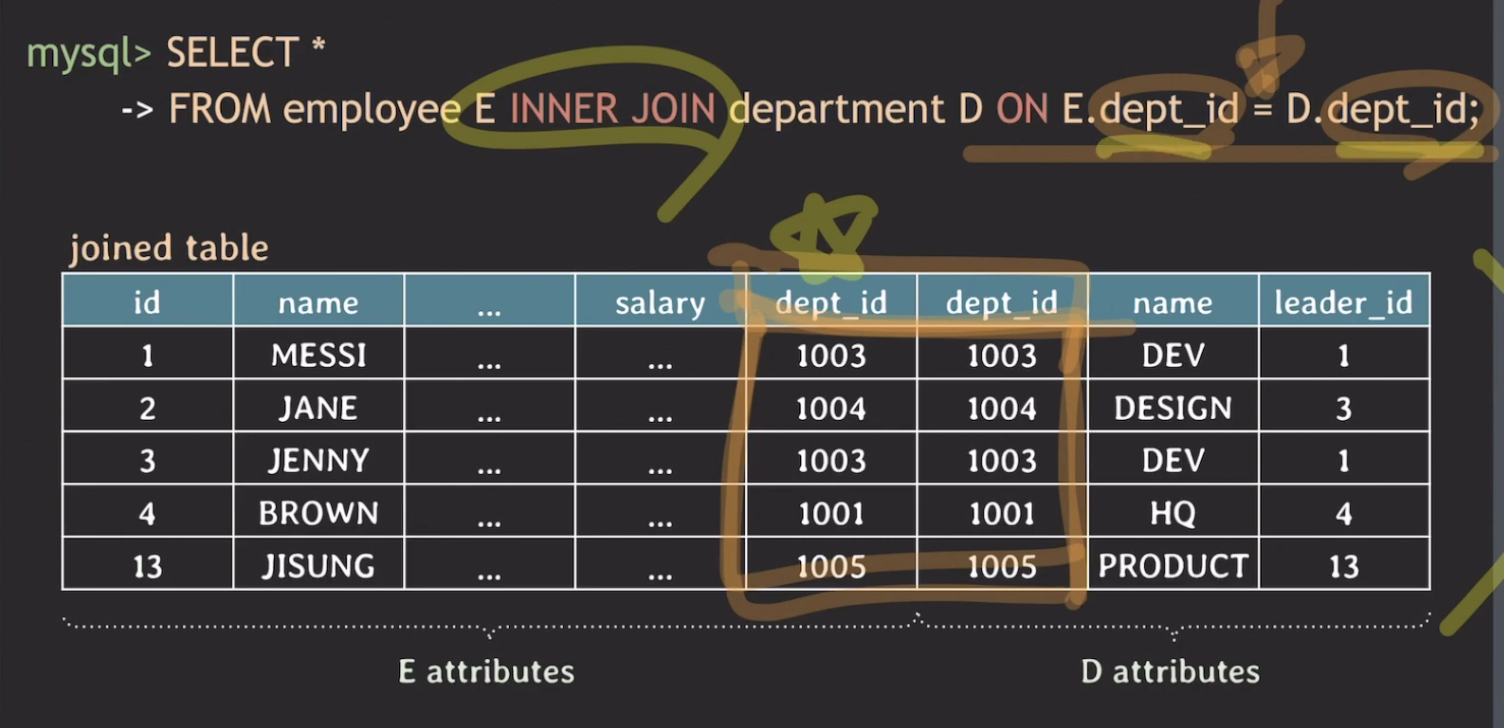 mysql> SELECT *
-> FROM employee E INNER JOIN department D ON E.dept_id = D.dept_id;
joined table
id name ... salary dept_id dept_id name leader_id
1 MESSI ... ... 1003 1003 DEV 1
2 JANE ... ... 1004 1004 DESIGN 3
3 JENNY ... ... 1003 1003 DEV 1
4 BROWN ... ... 1001 1001 HQ 4
13 JISUNG ... ... 1005 1005 PRODUCT 13
E attributes D attributes